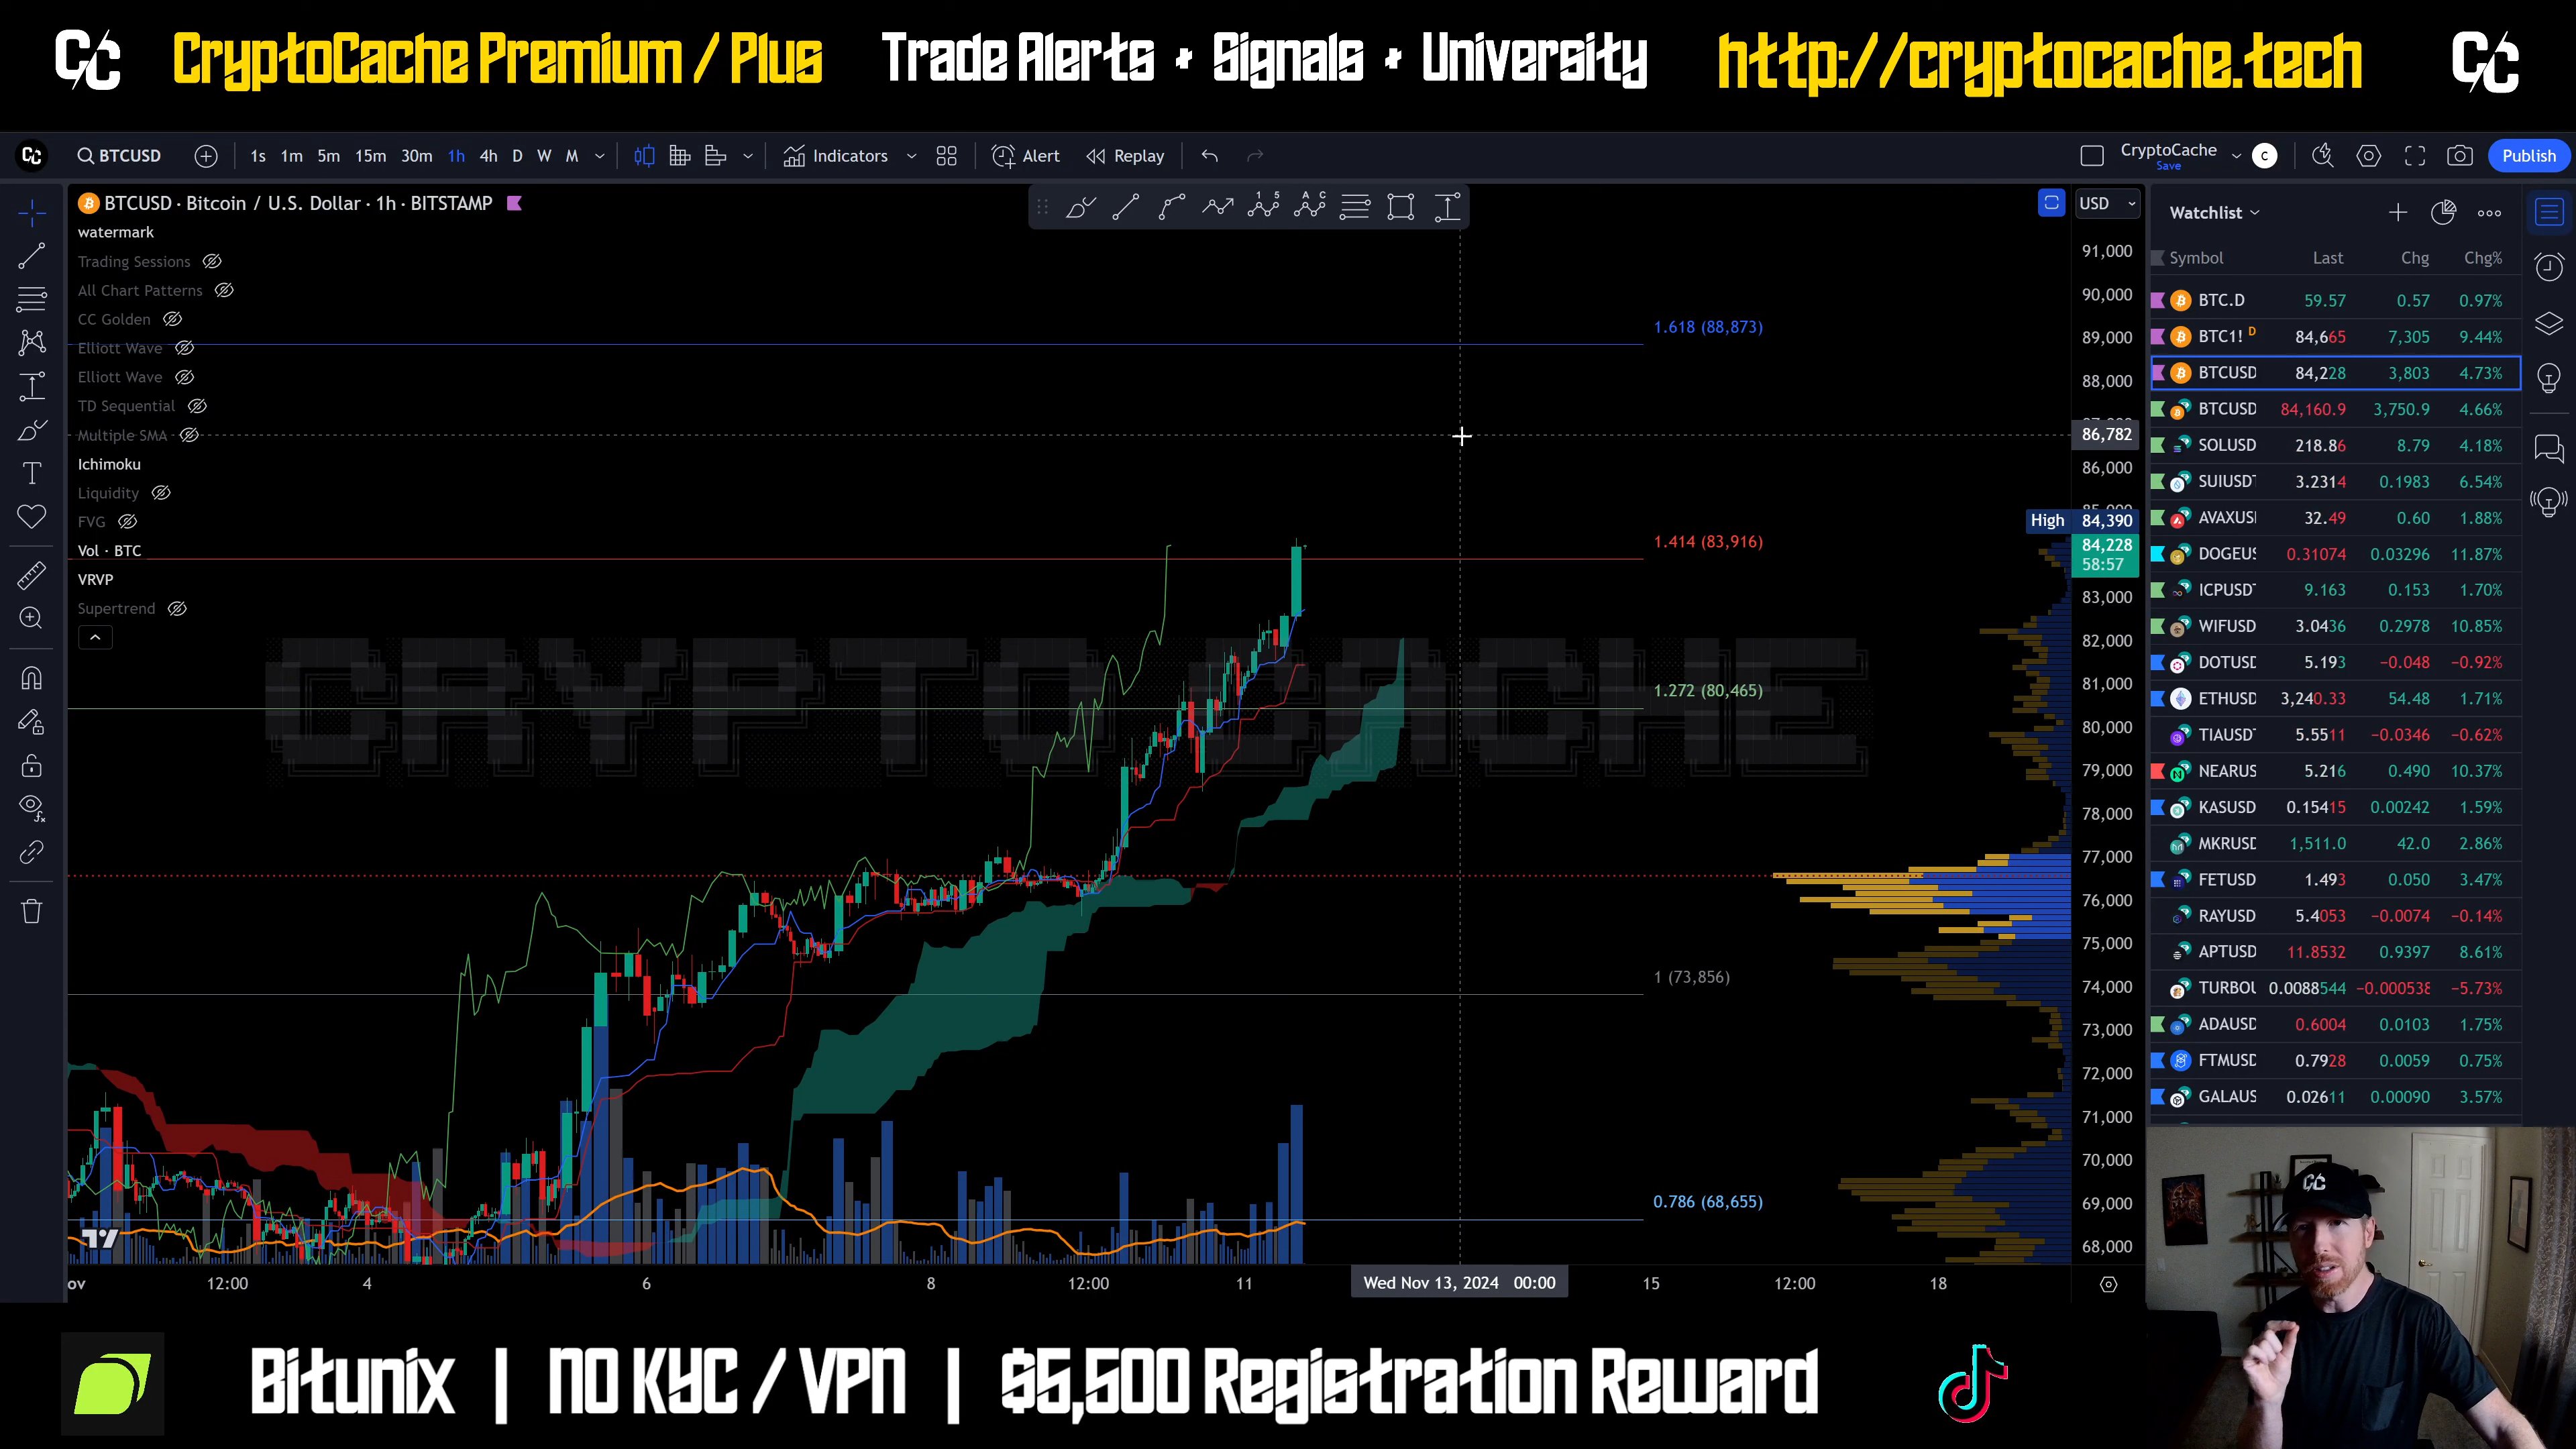 CC CryptoCache Premium / Plus Trade Alerts + Signals + University http://cryptocache.tech CC
CC BTCUSD 1s 1m 5m 15m 30m 1h 4h D W M Indicators Alert Replay CryptoCache Save C Publish
BTCUSD · Bitcoin / U.S. Dollar · 1h · BITSTAMP
watermark
Trading Sessions
All Chart Patterns
CC Golden
Elliott Wave
Elliott Wave
TD Sequential
Multiple SMA
Ichimoku
Liquidity
FVG
Vol · BTC
VRVP
Supertrend
CRYPTO CACHE
1.618 (88,873)
1.414 (83,916)
1.272 (80,465)
1 (73,856)
0.786 (68,655)
USD
91,000
90,000
89,000
88,000
86,782
86,000
High 84,390
84,228
58:57
83,000
82,000
81,000
80,000
79,000
78,000
77,000
76,000
75,000
74,000
73,000
72,000
71,000
70,000
69,000
68,000
ov 12:00 4 6 8 12:00 11 Wed Nov 13, 2024 00:00 15 12:00 18
Watchlist
Symbol Last Chg Chg%
BTC.D 59.57 0.57 0.97%
BTC1! D 84,665 7,305 9.44%
BTCUSD 84,228 3,803 4.73%
BTCUSD 84,160.9 3,750.9 4.66%
SOLUSD 218.86 8.79 4.18%
SUIUSDT 3.2314 0.1983 6.54%
AVAXUSI 32.49 0.60 1.88%
DOGEUS 0.31074 0.03296 11.87%
ICPUSDT 9.163 0.153 1.70%
WIFUSD 3.0436 0.2978 10.85%
DOTUSD 5.193 −0.048 −0.92%
ETHUSD 3,240.33 54.48 1.71%
TIAUSDT 5.5511 −0.0346 −0.62%
NEARUS 5.216 0.490 10.37%
KASUSD 0.15415 0.00242 1.59%
MKRUSD 1,511.0 42.0 2.86%
FETUSD 1.493 0.050 3.47%
RAYUSD 5.4053 −0.0074 −0.14%
APTUSD 11.8532 0.9397 8.61%
TURBOU 0.0088544 −0.000538 −5.73%
ADAUSD 0.6004 0.0103 1.75%
FTMUSD 0.7928 0.0059 0.75%
GALAUS 0.02611 0.00090 3.57%
CC
Bitunix | NO KYC / VPN | $5,500 Registration Reward